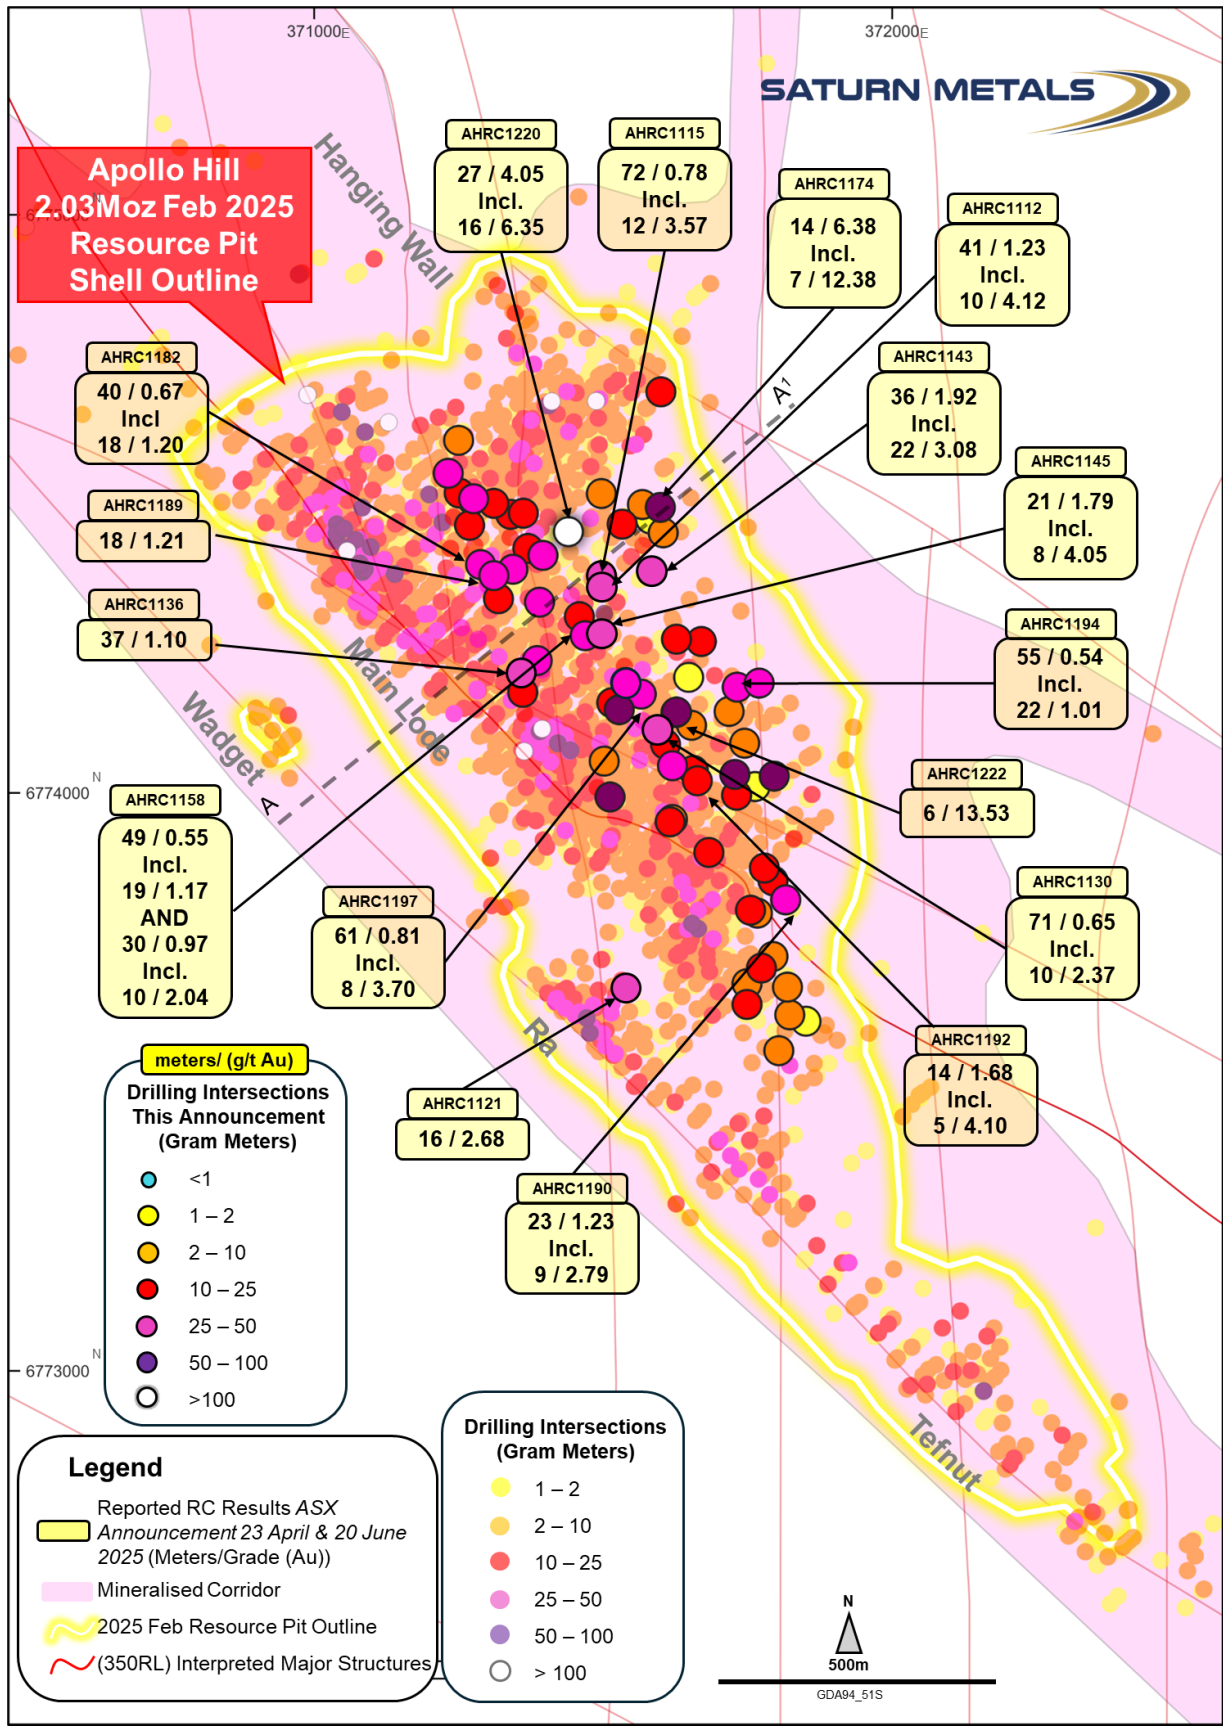 371000E
372000E
SATURN METALS
Apollo Hill
2.03Moz Feb 2025
Resource Pit
Shell Outline
Hanging Wall
AHRC1220
27 / 4.05
Incl.
16 / 6.35
AHRC1115
72 / 0.78
Incl.
12 / 3.57
AHRC1174
14 / 6.38
Incl.
7 / 12.38
AHRC1112
41 / 1.23
Incl.
10 / 4.12
AHRC1182
40 / 0.67
Incl
18 / 1.20
A1
AHRC1143
36 / 1.92
Incl.
22 / 3.08
AHRC1145
21 / 1.79
Incl.
8 / 4.05
AHRC1189
18 / 1.21
AHRC1136
37 / 1.10
AHRC1194
55 / 0.54
Incl.
22 / 1.01
Main Lode
Wadget
A
N
6774000
AHRC1222
6 / 13.53
AHRC1158
49 / 0.55
Incl.
19 / 1.17
AND
30 / 0.97
Incl.
10 / 2.04
AHRC1197
61 / 0.81
Incl.
8 / 3.70
AHRC1130
71 / 0.65
Incl.
10 / 2.37
Ra
AHRC1192
14 / 1.68
Incl.
5 / 4.10
AHRC1121
16 / 2.68
AHRC1190
23 / 1.23
Incl.
9 / 2.79
meters/ (g/t Au)
Drilling Intersections
This Announcement
(Gram Meters)
<1
1 – 2
2 – 10
10 – 25
25 – 50
50 – 100
>100
N
6773000
Tefnut
Drilling Intersections
(Gram Meters)
1 – 2
2 – 10
10 – 25
25 – 50
50 – 100
> 100
Legend
Reported RC Results ASX
Announcement 23 April & 20 June
2025 (Meters/Grade (Au))
Mineralised Corridor
2025 Feb Resource Pit Outline
(350RL) Interpreted Major Structures
N
500m
GDA94_51S